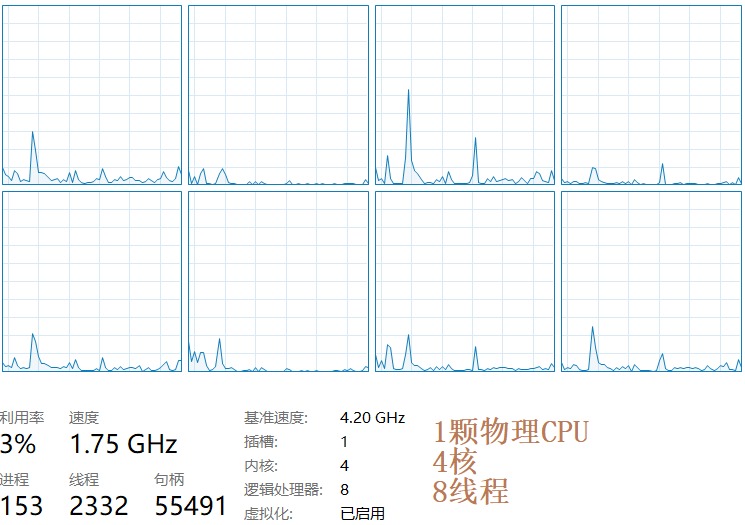 利用率 速度
3% 1.75 GHz
进程 线程 句柄
153 2332 55491
基准速度: 4.20 GHz
插槽: 1
内核: 4
逻辑处理器: 8
虚拟化: 已启用
1颗物理CPU
4核
8线程